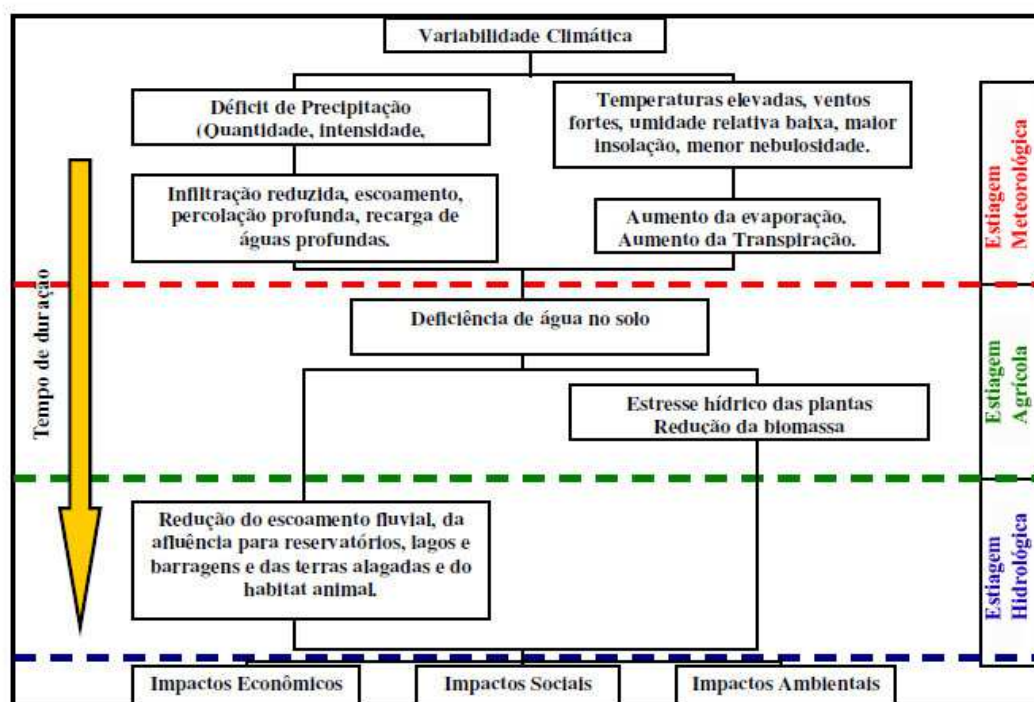 Variabilidade Climática
Déficit de Precipitação
(Quantidade, intensidade,
Temperaturas elevadas, ventos
fortes, umidade relativa baixa, maior
insolação, menor nebulosidade.
Infiltração reduzida, escoamento,
percolação profunda, recarga de
águas profundas.
Aumento da evaporação.
Aumento da Transpiração.
Estiagem
Meteorológica
Tempo de duração
Deficiência de água no solo
Estresse hídrico das plantas
Redução da biomassa
Estiagem
Agrícola
Redução do escoamento fluvial, da
afluência para reservatórios, lagos e
barragens e das terras alagadas e do
habitat animal.
Estiagem
Hidrológica
Impactos Econômicos
Impactos Sociais
Impactos Ambientais